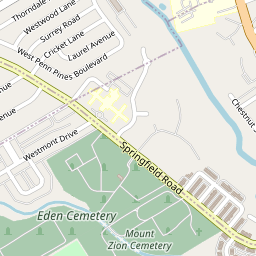 Thorndale
Westwood Lane
Surrey Road
Cricket Lane
Laurel Avenue
West Penn Pines Boulevard
Chestnut S
venue
Westmont Drive
Springfield Road
Eden Cemetery
Mount
Zion Cemetery